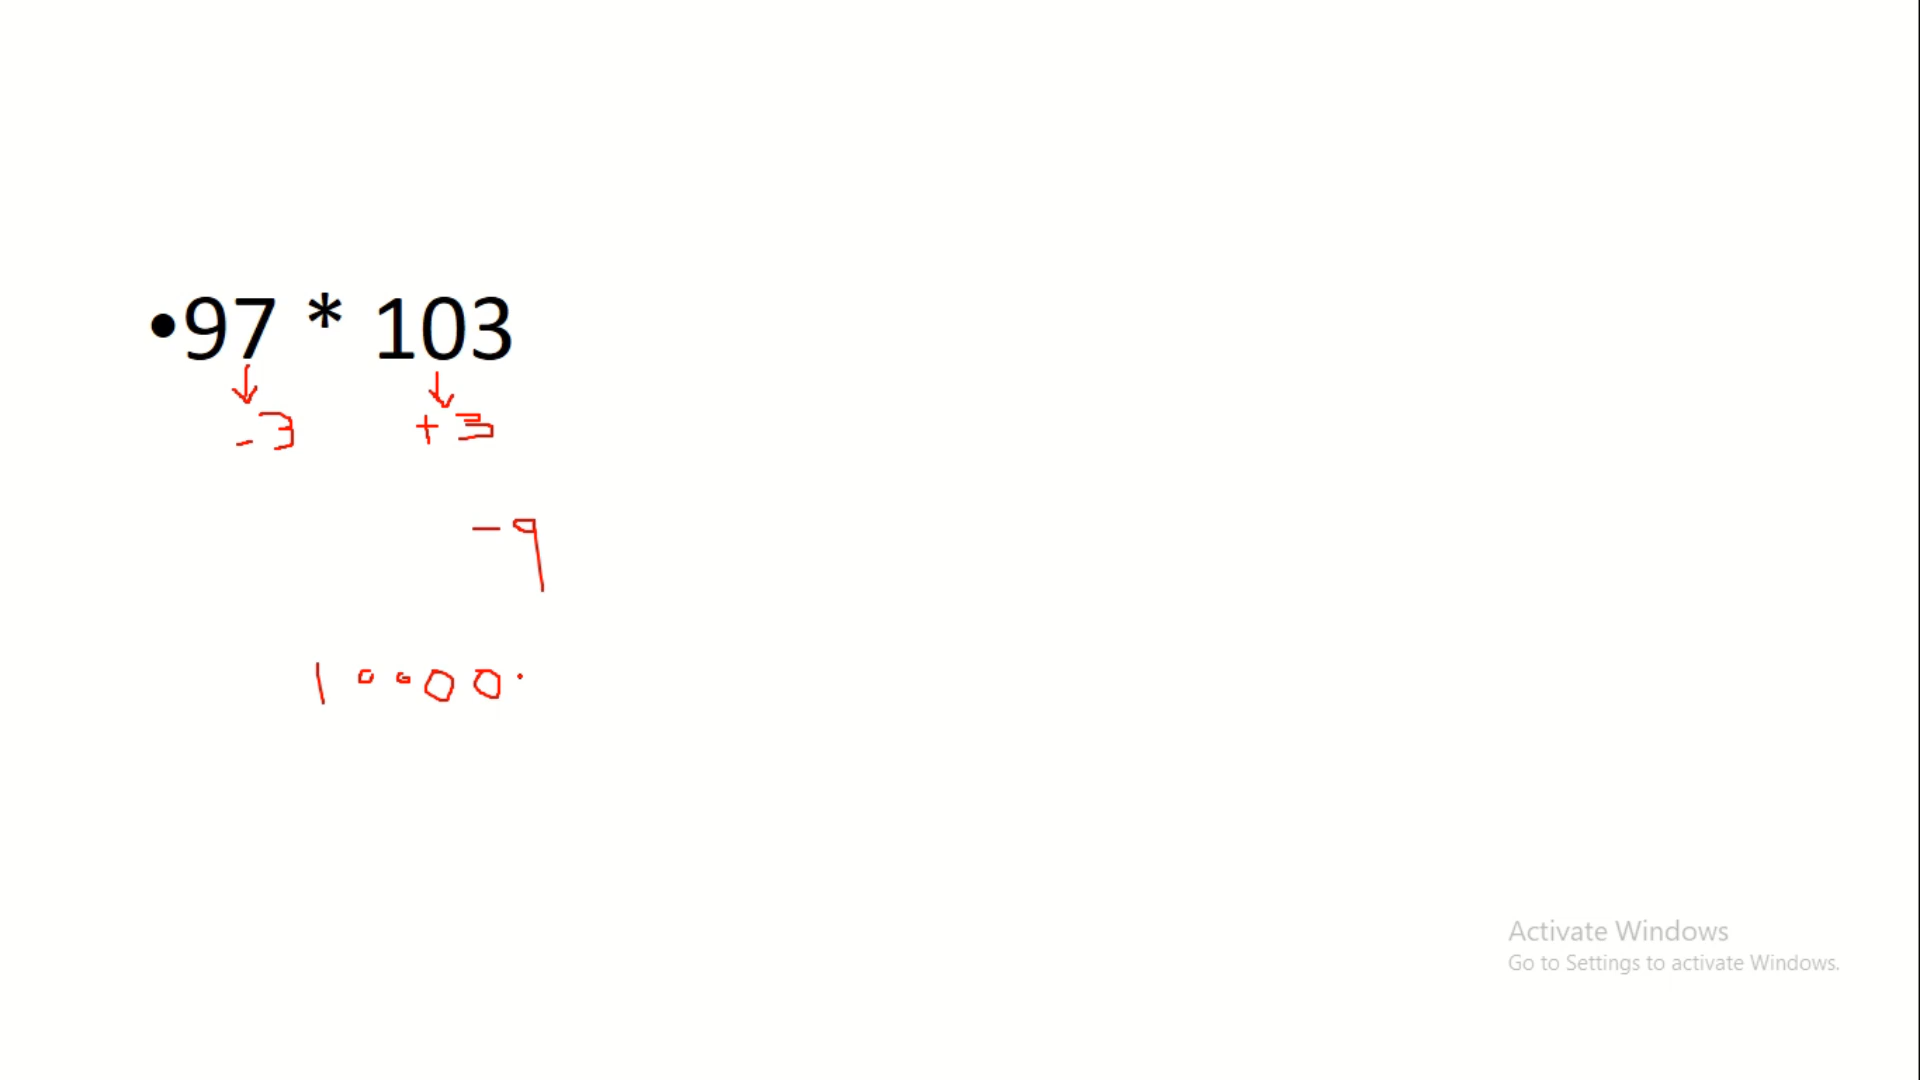 •97 * 103
-3 +3
-9
10000.
Activate Windows
Go to Settings to activate Windows.